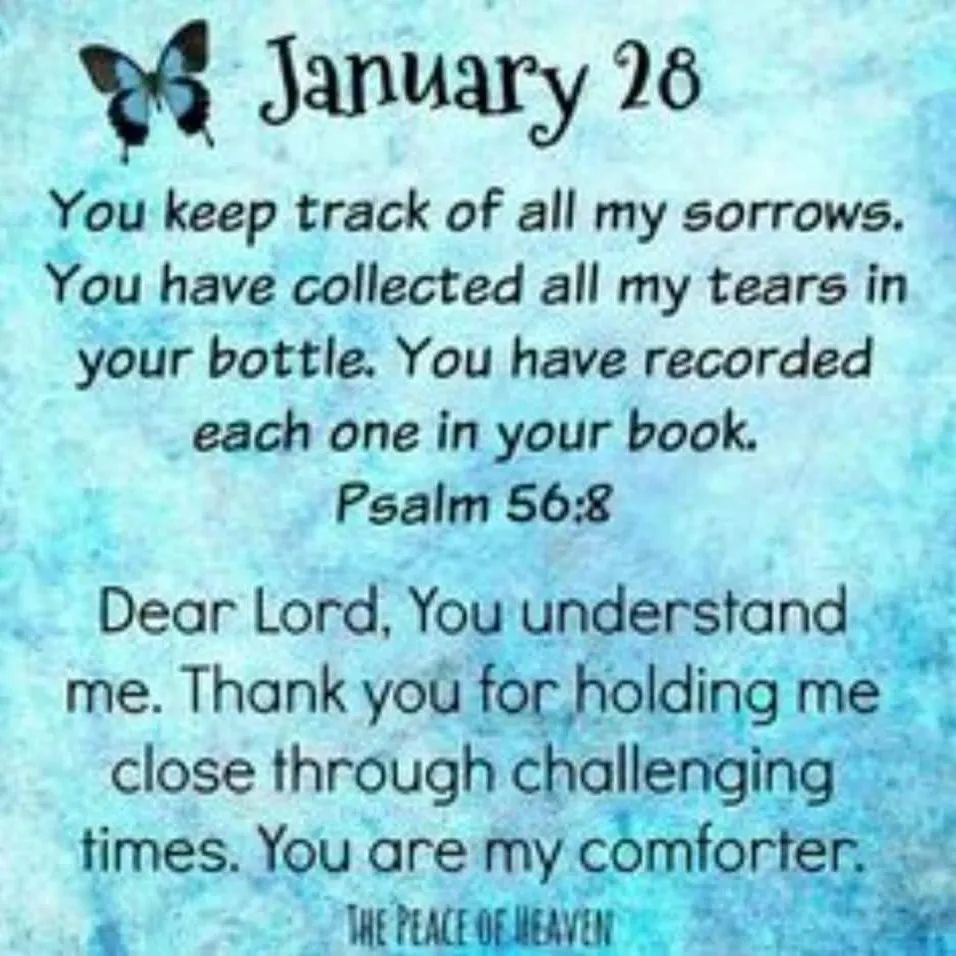 January 28
You keep track of all my sorrows.
You have collected all my tears in
your bottle. You have recorded
each one in your book.
Psalm 56:8
Dear Lord, You understand
me. Thank you for holding me
close through challenging
times. You are my comforter.
THE PEACE OF HEAVEN